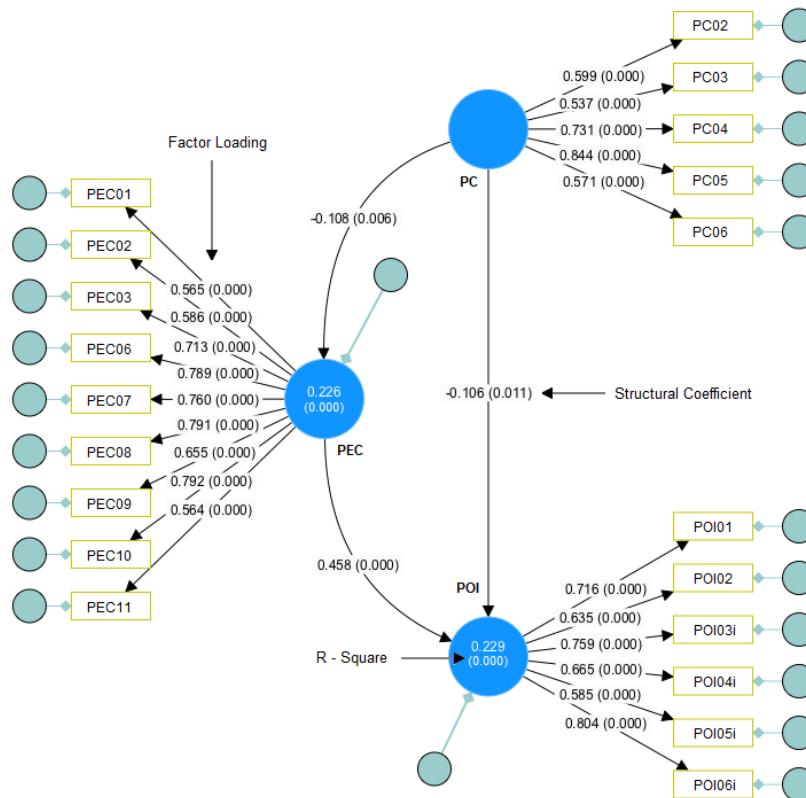 PC02
PC03
PC04
PC05
PC06
0.599 (0.000)
0.537 (0.000)
0.731 (0.000)
0.844 (0.000)
0.571 (0.000)
PC
Factor Loading
PEC01
PEC02
PEC03
PEC06
PEC07
PEC08
PEC09
PEC10
PEC11
0.565 (0.000)
0.586 (0.000)
0.713 (0.000)
0.789 (0.000)
0.760 (0.000)
0.791 (0.000)
0.655 (0.000)
0.792 (0.000)
0.564 (0.000)
-0.108 (0.006)
0.226
(0.000)
PEC
-0.106 (0.011)
Structural Coefficient
0.458 (0.000)
POI
R - Square
0.229
(0.000)
0.716 (0.000)
0.635 (0.000)
0.759 (0.000)
0.665 (0.000)
0.585 (0.000)
0.804 (0.000)
POI01
POI02
POI03i
POI04i
POI05i
POI06i